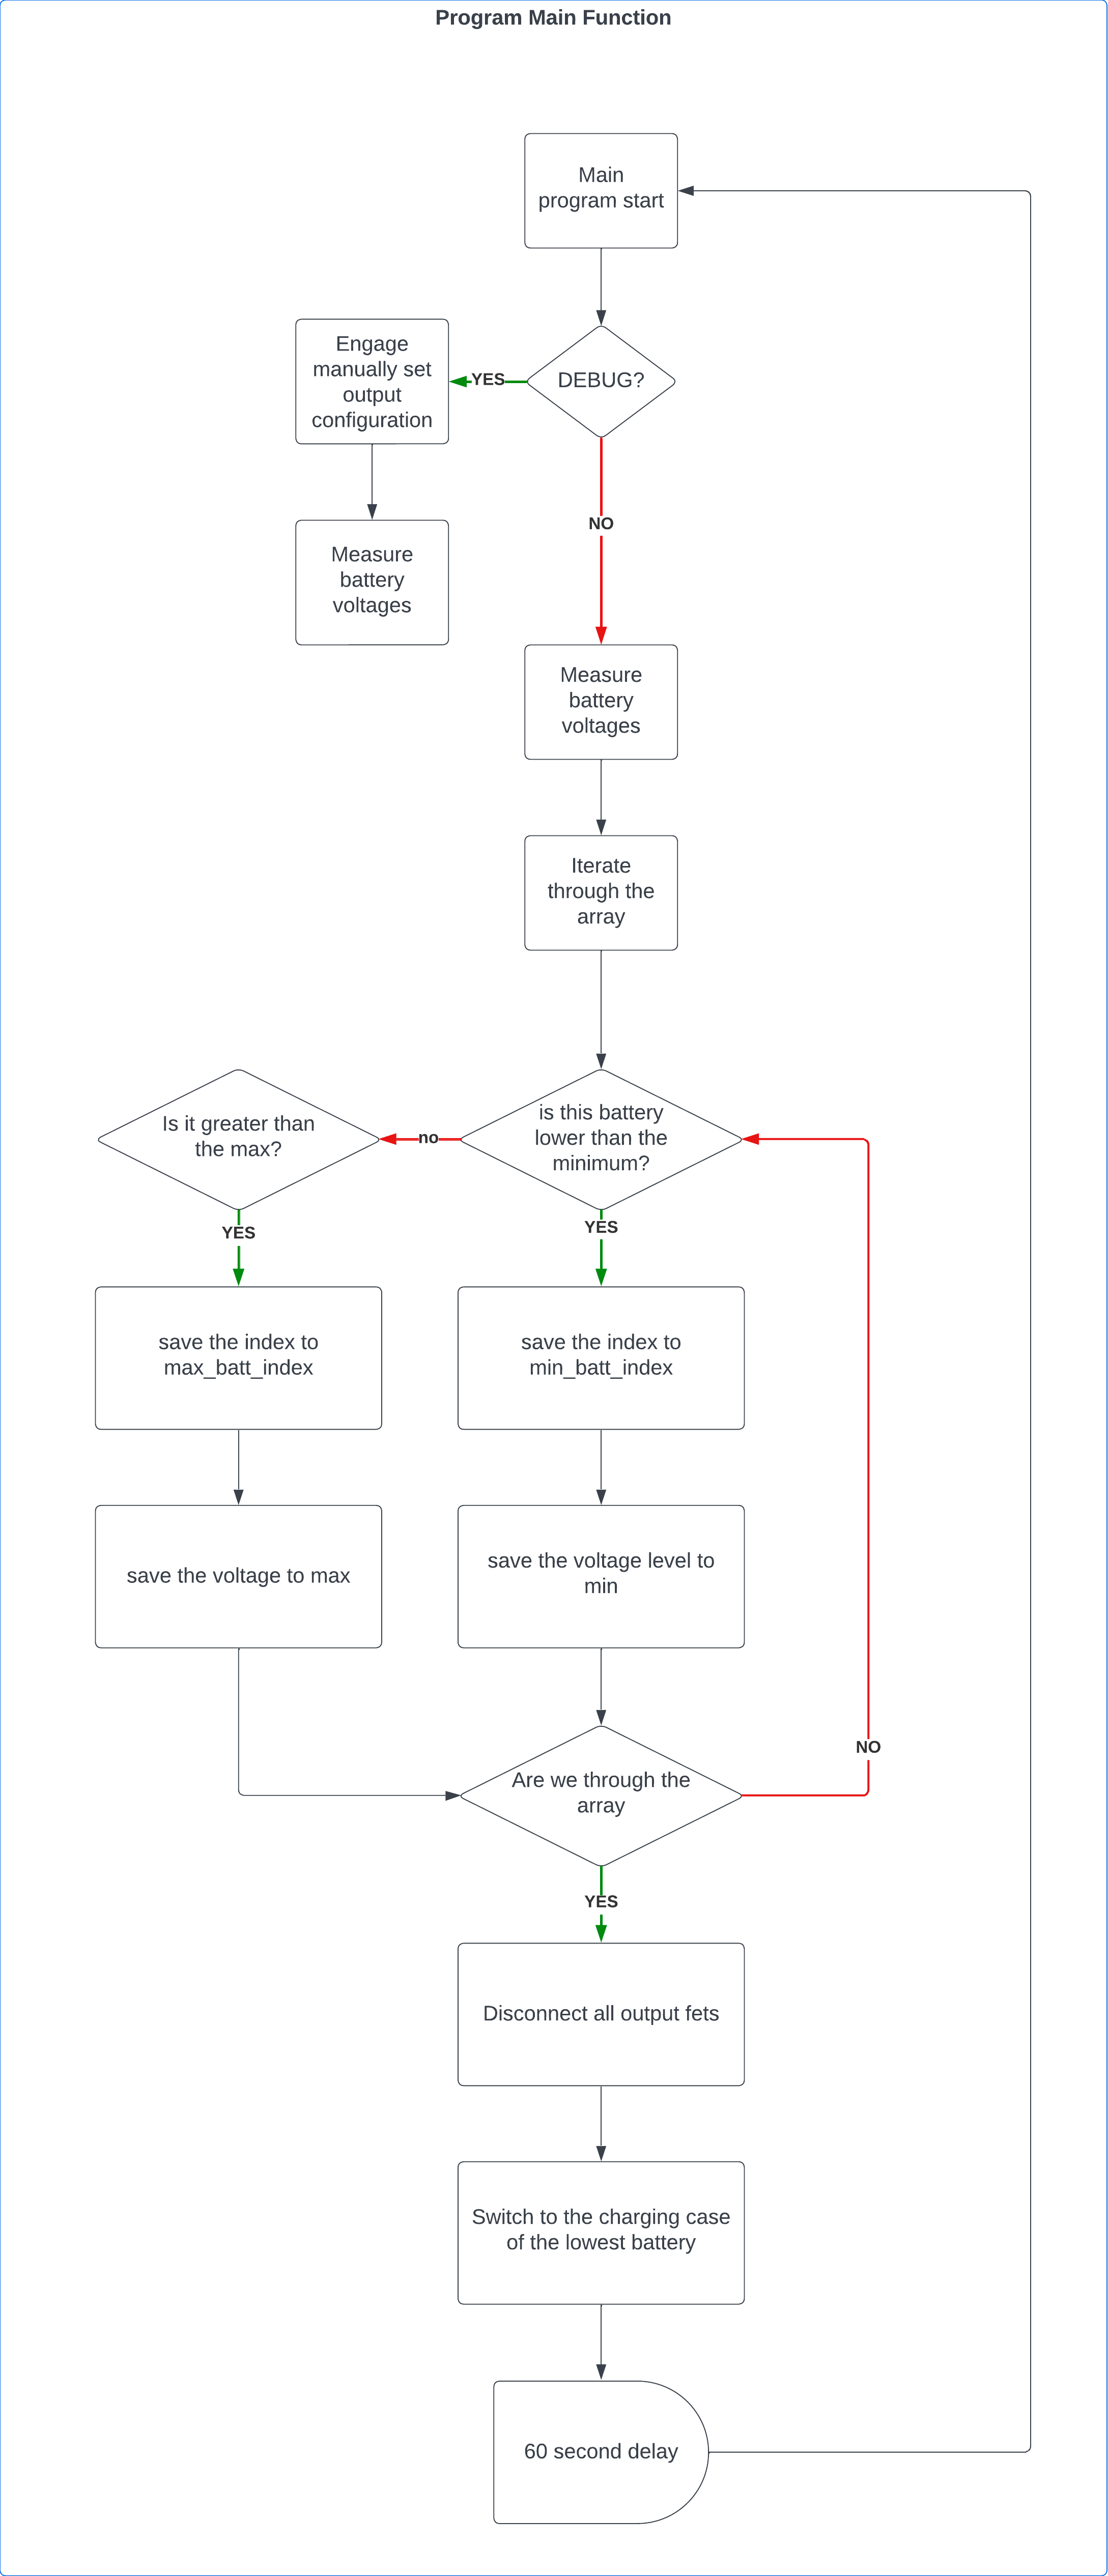 Program Main Function
Main
program start
DEBUG?
YES
Engage
manually set
output
configuration
Measure
battery
voltages
NO
Measure
battery
voltages
Iterate
through the
array
is this battery
lower than the
minimum?
no
Is it greater than
the max?
YES
YES
save the index to
max_batt_index
save the index to
min_batt_index
save the voltage to max
save the voltage level to
min
Are we through the
array
NO
YES
Disconnect all output fets
Switch to the charging case
of the lowest battery
60 second delay